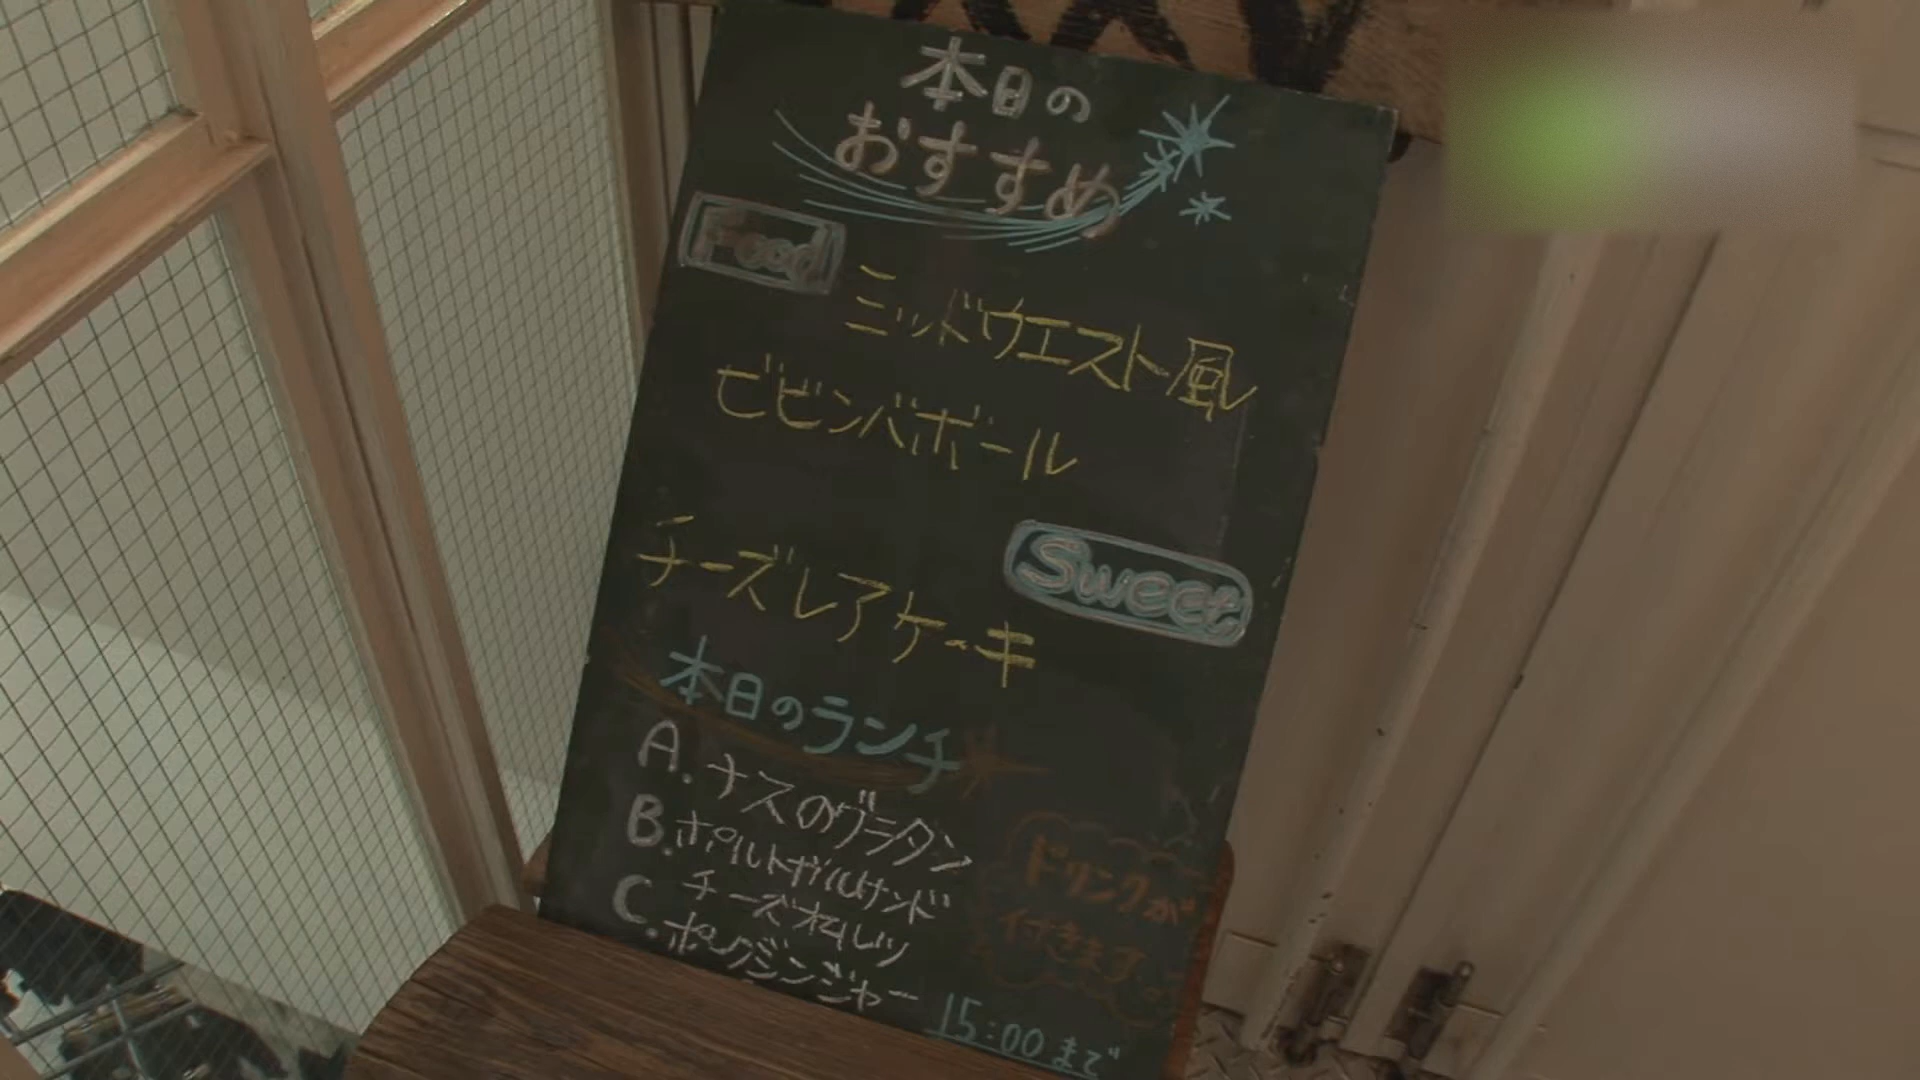 本日の
おすすめ
Food
ミッドウエスト風
ビビンバボール
Sweet
チーズレアケーキ
本日のランチ
A.ナスのグラタン
B.ポルトガルサンド
チーズオムレツ
C.ポークジンジャー
ドリンクが
付きます。
15:00まで